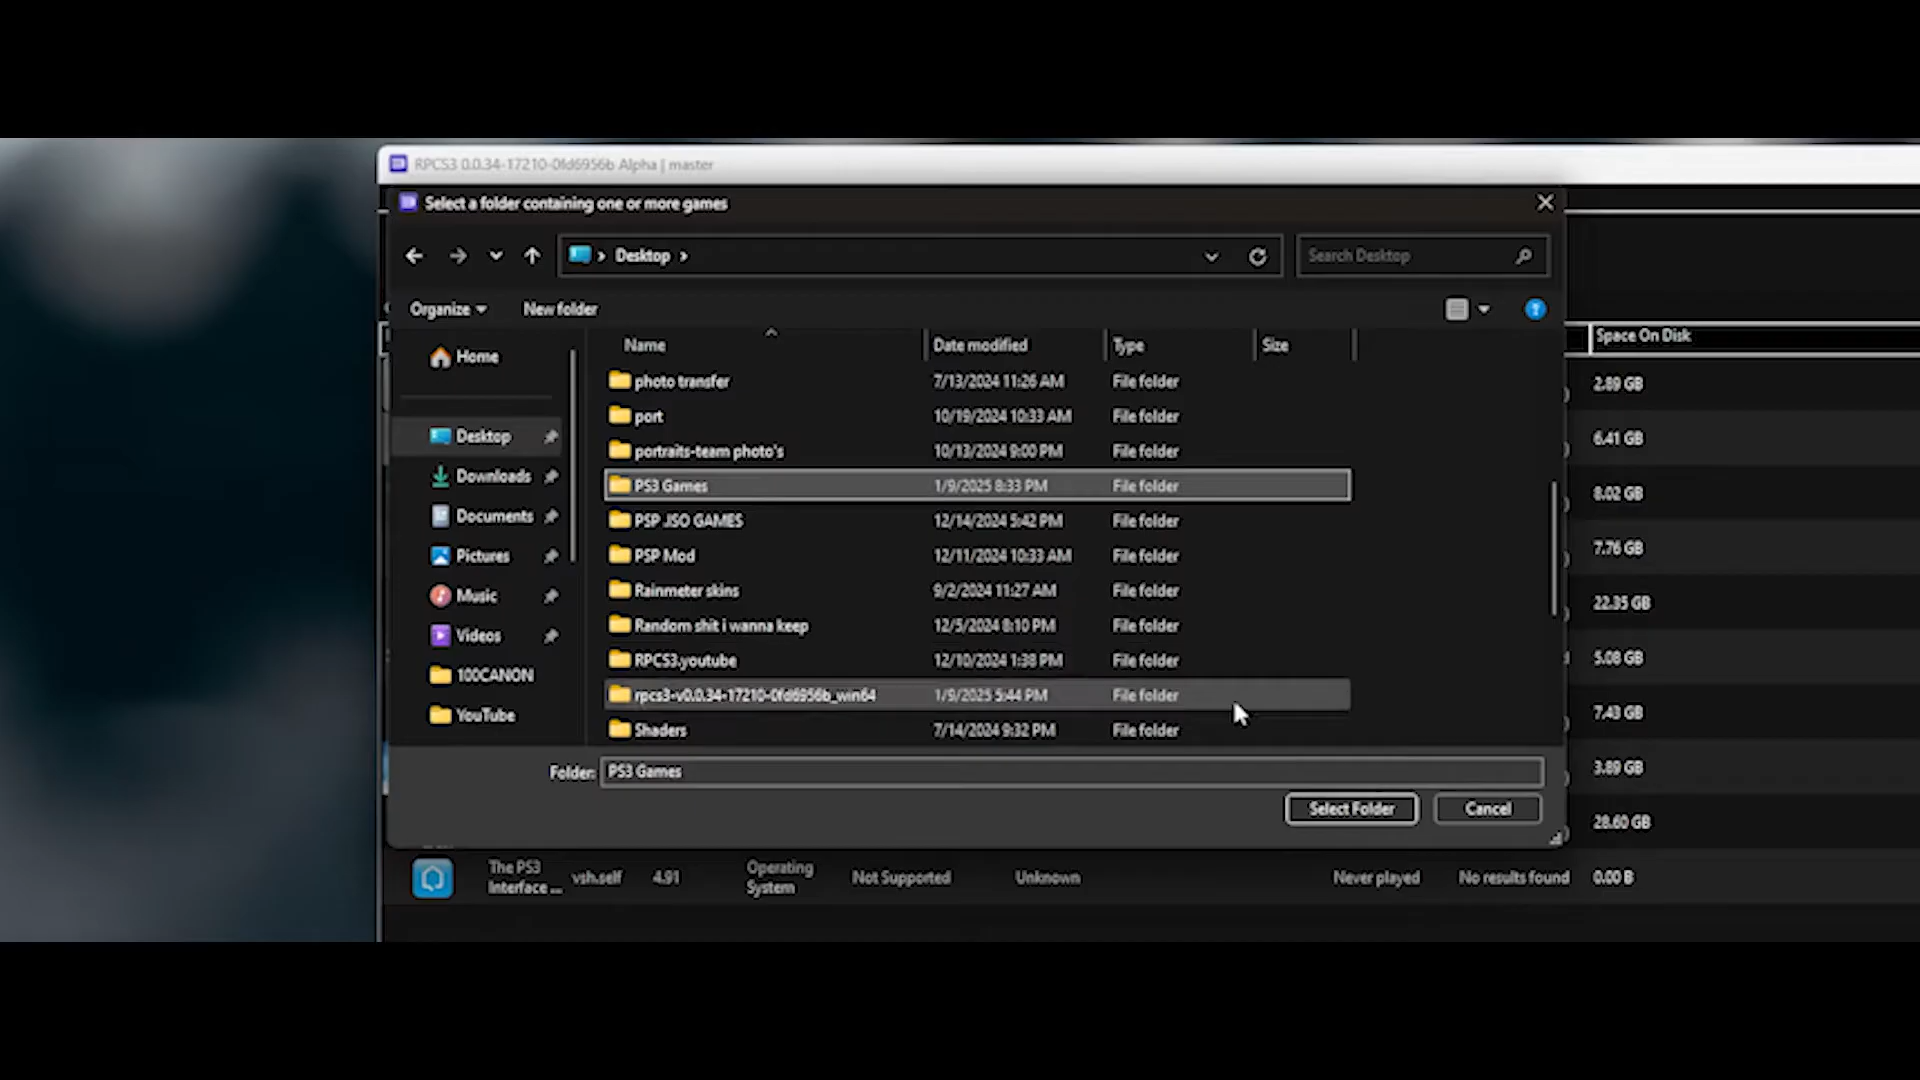 RPCS3 0.0.34-17210-0fd6956b Alpha | master
Select a folder containing one or more games
Desktop
Search Desktop
Organize
New folder
Name Date modified Type Size
Home
Desktop
Downloads
Documents
Pictures
Music
Videos
100CANON
YouTube
photo transfer 7/13/2024 11:26 AM File folder
port 10/19/2024 10:33 AM File folder
portraits-team photo's 10/13/2024 9:00 PM File folder
PS3 Games 1/9/2025 8:33 PM File folder
PSP .ISO GAMES 12/14/2024 5:42 PM File folder
PSP Mod 12/11/2024 10:33 AM File folder
Rainmeter skins 9/2/2024 11:27 AM File folder
Random shit i wanna keep 12/5/2024 8:10 PM File folder
RPCS3.youtube 12/10/2024 1:38 PM File folder
rpcs3-v0.0.34-17210-0fd6956b_win64 1/9/2025 5:44 PM File folder
Shaders 7/14/2024 9:32 PM File folder
Folder: PS3 Games
Select Folder
Cancel
Space On Disk
2.89 GB
6.41 GB
8.02 GB
7.76 GB
22.35 GB
5.08 GB
7.43 GB
3.89 GB
28.60 GB
The PS3
Interface ...
vsh.self
4.91
Operating
System
Not Supported
Unknown
Never played
No results found
0.00 B